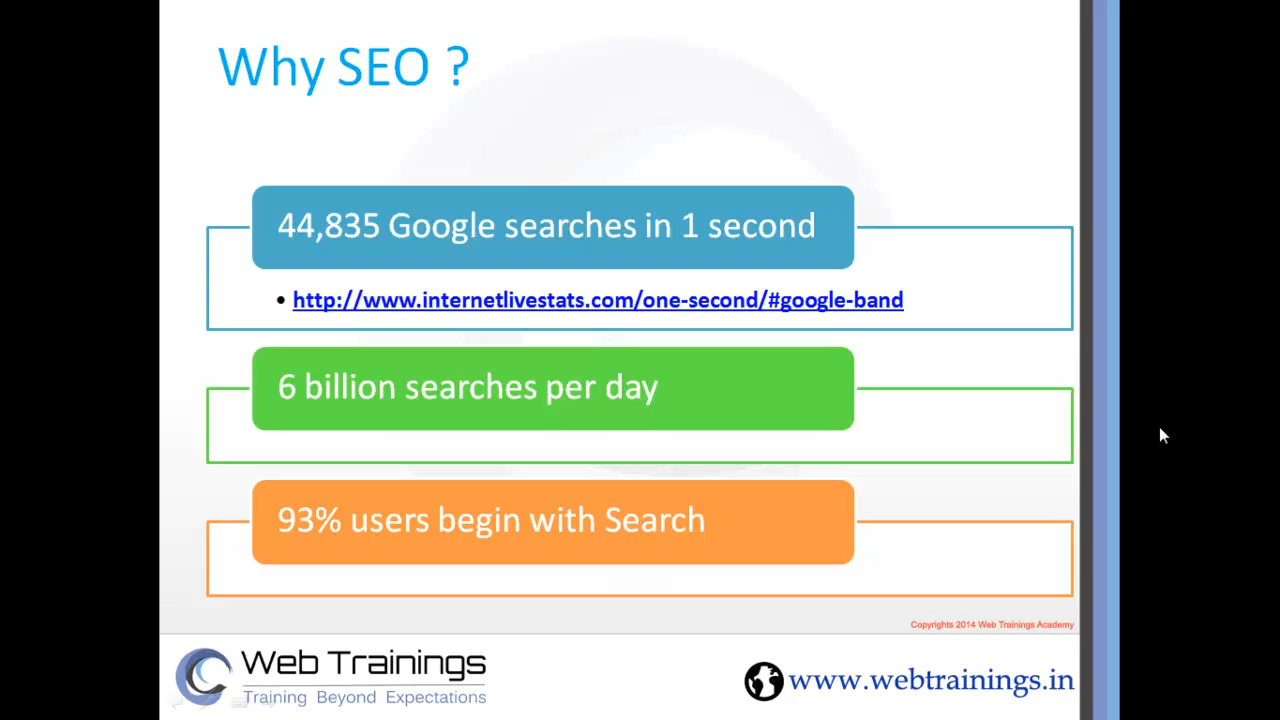 Why SEO ?
44,835 Google searches in 1 second
• http://www.internetlivestats.com/one-second/#google-band
6 billion searches per day
93% users begin with Search
Copyrights 2014 Web Trainings Academy
Web Trainings
Training Beyond Expectations
www.webtrainings.in